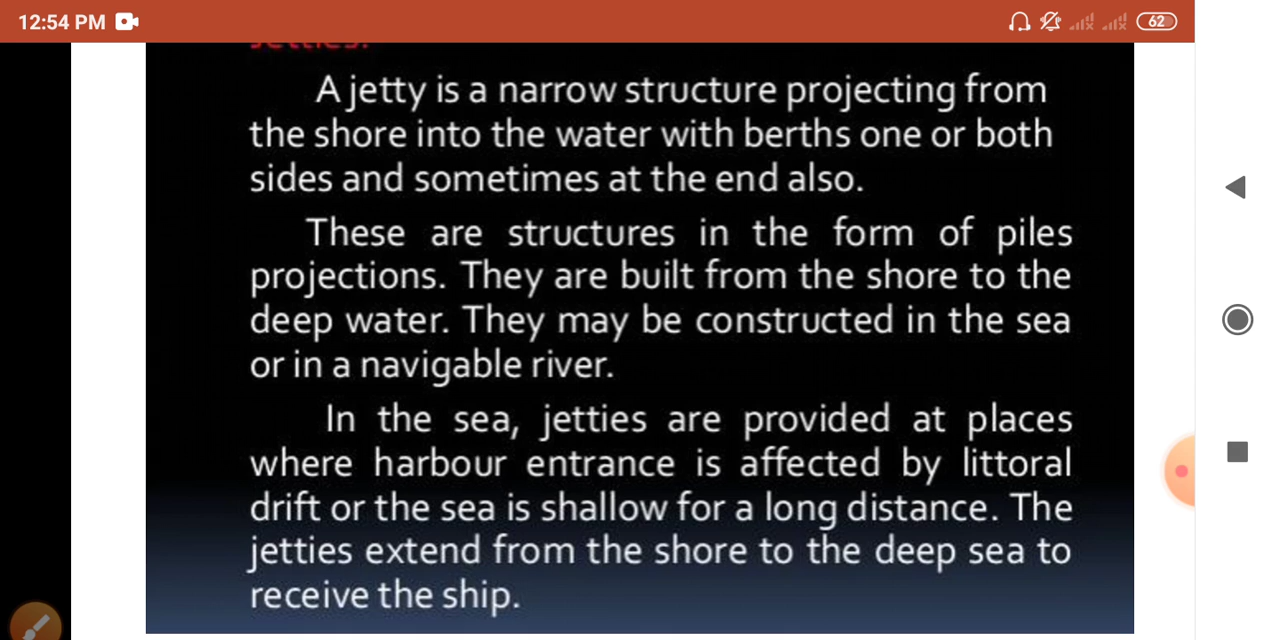 12:54 PM
62
Jetties:
A jetty is a narrow structure projecting from
the shore into the water with berths one or both
sides and sometimes at the end also.
These are structures in the form of piles
projections. They are built from the shore to the
deep water. They may be constructed in the sea
or in a navigable river.
In the sea, jetties are provided at places
where harbour entrance is affected by littoral
drift or the sea is shallow for a long distance. The
jetties extend from the shore to the deep sea to
receive the ship.